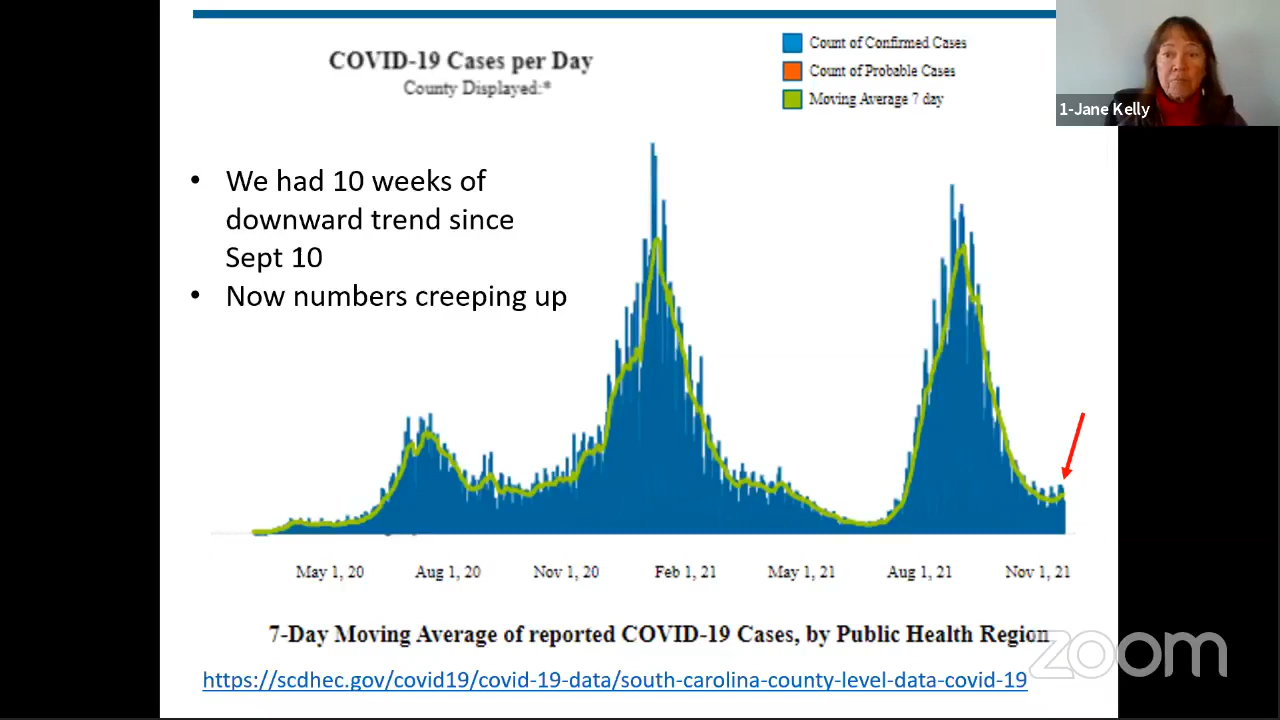 COVID-19 Cases per Day
County Displayed:*
Count of Confirmed Cases
Count of Probable Cases
Moving Average 7 day
1-Jane Kelly
• We had 10 weeks of
downward trend since
Sept 10
• Now numbers creeping up
May 1, 20 Aug 1, 20 Nov 1, 20 Feb 1, 21 May 1, 21 Aug 1, 21 Nov 1, 21
7-Day Moving Average of reported COVID-19 Cases, by Public Health Region
zoom
https://scdhec.gov/covid19/covid-19-data/south-carolina-county-level-data-covid-19